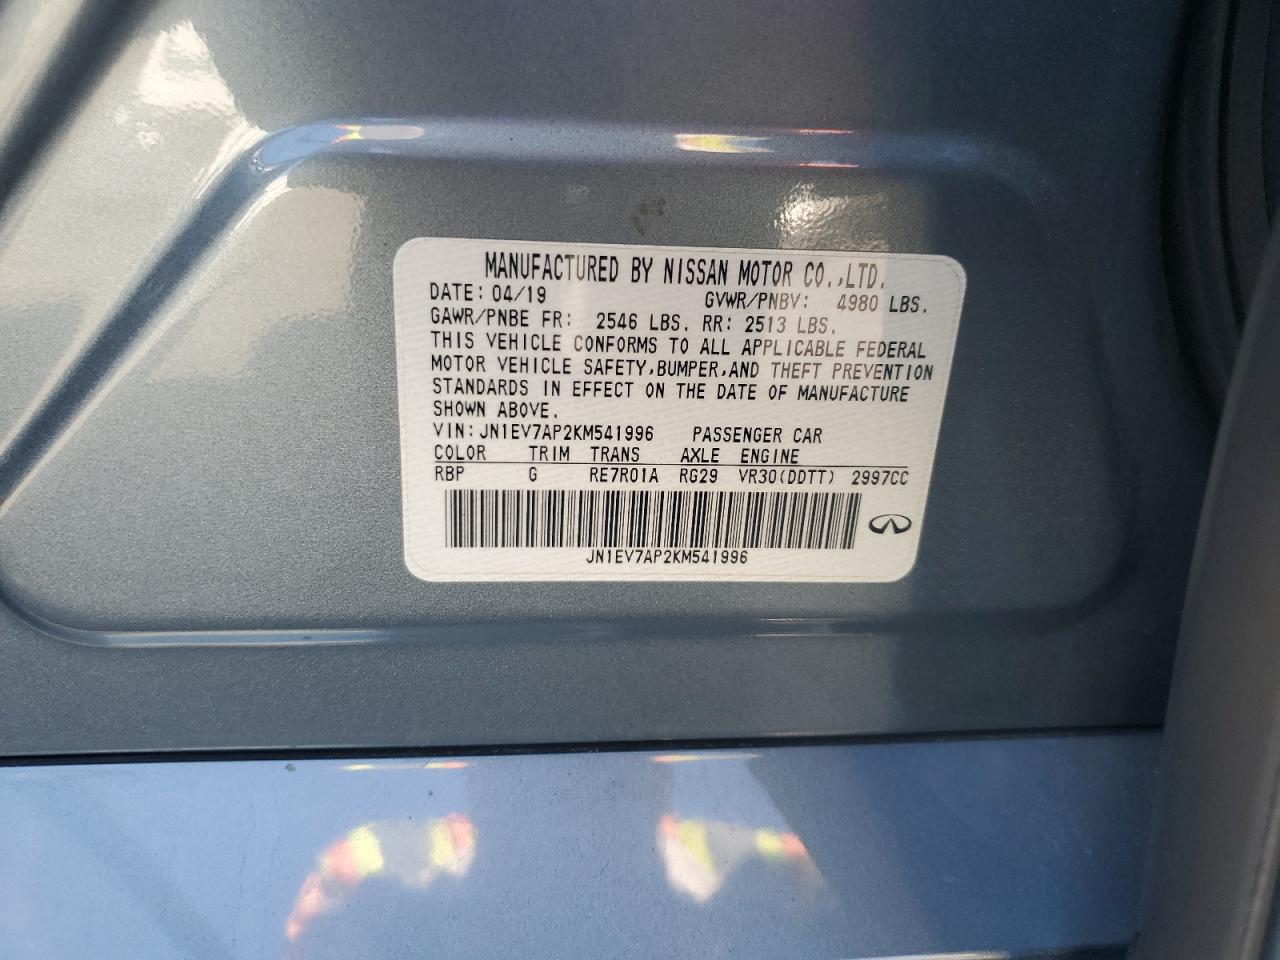 MANUFACTURED BY NISSAN MOTOR CO.,LTD.
DATE: 04/19 GVWR/PNBV: 4980 LBS.
GAWR/PNBE FR: 2546 LBS. RR: 2513 LBS.
THIS VEHICLE CONFORMS TO ALL APPLICABLE FEDERAL
MOTOR VEHICLE SAFETY,BUMPER,AND THEFT PREVENTION
STANDARDS IN EFFECT ON THE DATE OF MANUFACTURE
SHOWN ABOVE.
VIN:JN1EV7AP2KM541996 PASSENGER CAR
COLOR TRIM TRANS AXLE ENGINE
RBP G RE7R01A RG29 VR30(DDTT) 2997CC
JN1EV7AP2KM541996